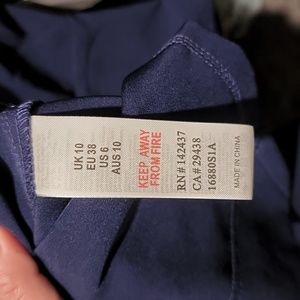 UK 10
EU 38
US 6
AUS 10
KEEP AWAY
FROM FIRE
RN# 142437
CA# 29438
16880S1A
MADE IN CHINA